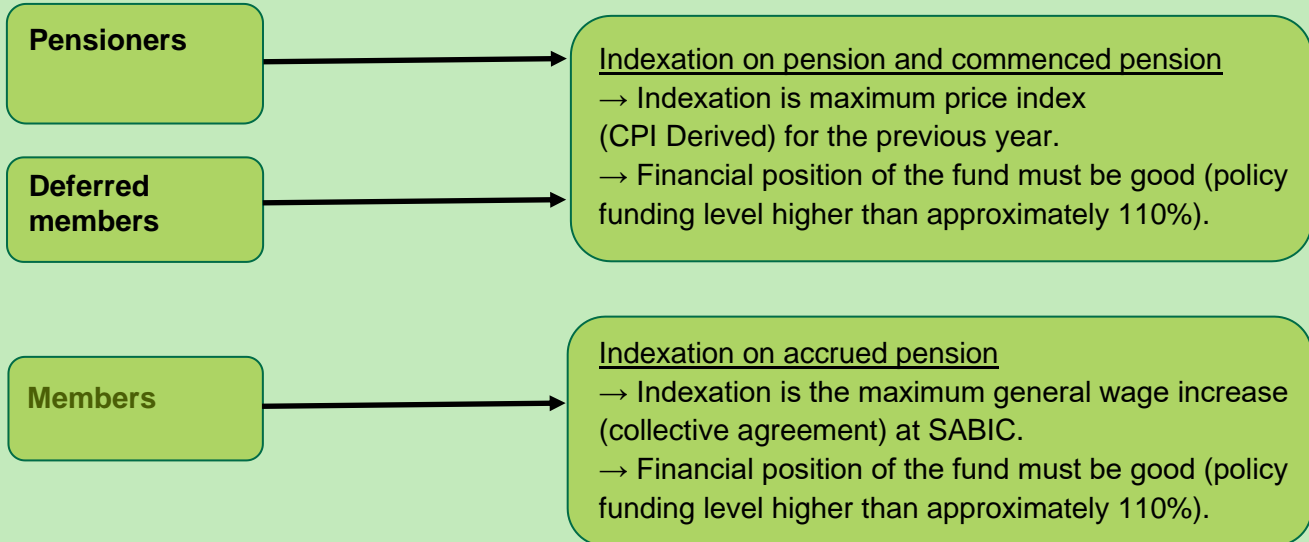 Pensioners
Indexation on pension and commenced pension
→ Indexation is maximum price index
(CPI Derived) for the previous year.
→ Financial position of the fund must be good (policy
funding level higher than approximately 110%).
Deferred
members
Members
Indexation on accrued pension
→ Indexation is the maximum general wage increase
(collective agreement) at SABIC.
→ Financial position of the fund must be good (policy
funding level higher than approximately 110%).